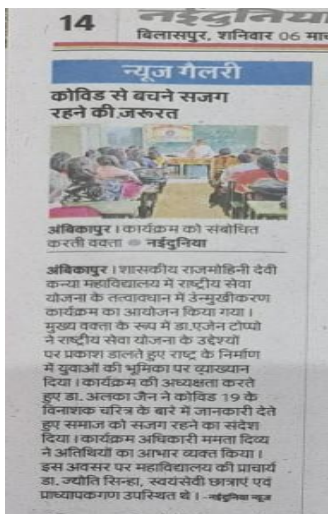 14
नईदुनिया
बिलासपुर, शनिवार 06
न्यूज गैलरी
कोविड से बचने सजग
रहने की जरूरत
अंबिकापुर। कार्यक्रम को संबोधित
करती वक्ता ● नईदुनिया
अंबिकापुर। शासकीय राजमोहिनी देवी
कन्या महाविद्यालय में राष्ट्रीय सेवा
योजना के तत्वावधान में उन्मुखीकरण
कार्यक्रम का आयोजन किया गया।
मुख्य वक्ता के रूप में डा.एजेन टोप्पो
ने राष्ट्रीय सेवा योजना के उद्देश्यों
पर प्रकाश डालते हुए राष्ट्र के निर्माण
में युवाओं की भूमिका पर व्याख्यान
दिया। कार्यक्रम की अध्यक्षता करते
हुए डा. अलका जैन ने कोविड 19 के
विनाशक चरित्र के बारे में जानकारी देते
हुए समाज को सजग रहने का संदेश
दिया। कार्यक्रम अधिकारी ममता दिव्य
ने अतिथियों का आभार व्यक्त किया।
इस अवसर पर महाविद्यालय की प्राचार्य
डा. ज्योति सिन्हा, स्वयंसेवी छात्राएं एवं
प्राध्यापकगण उपस्थित थे। -नईदुनिया न्यूज